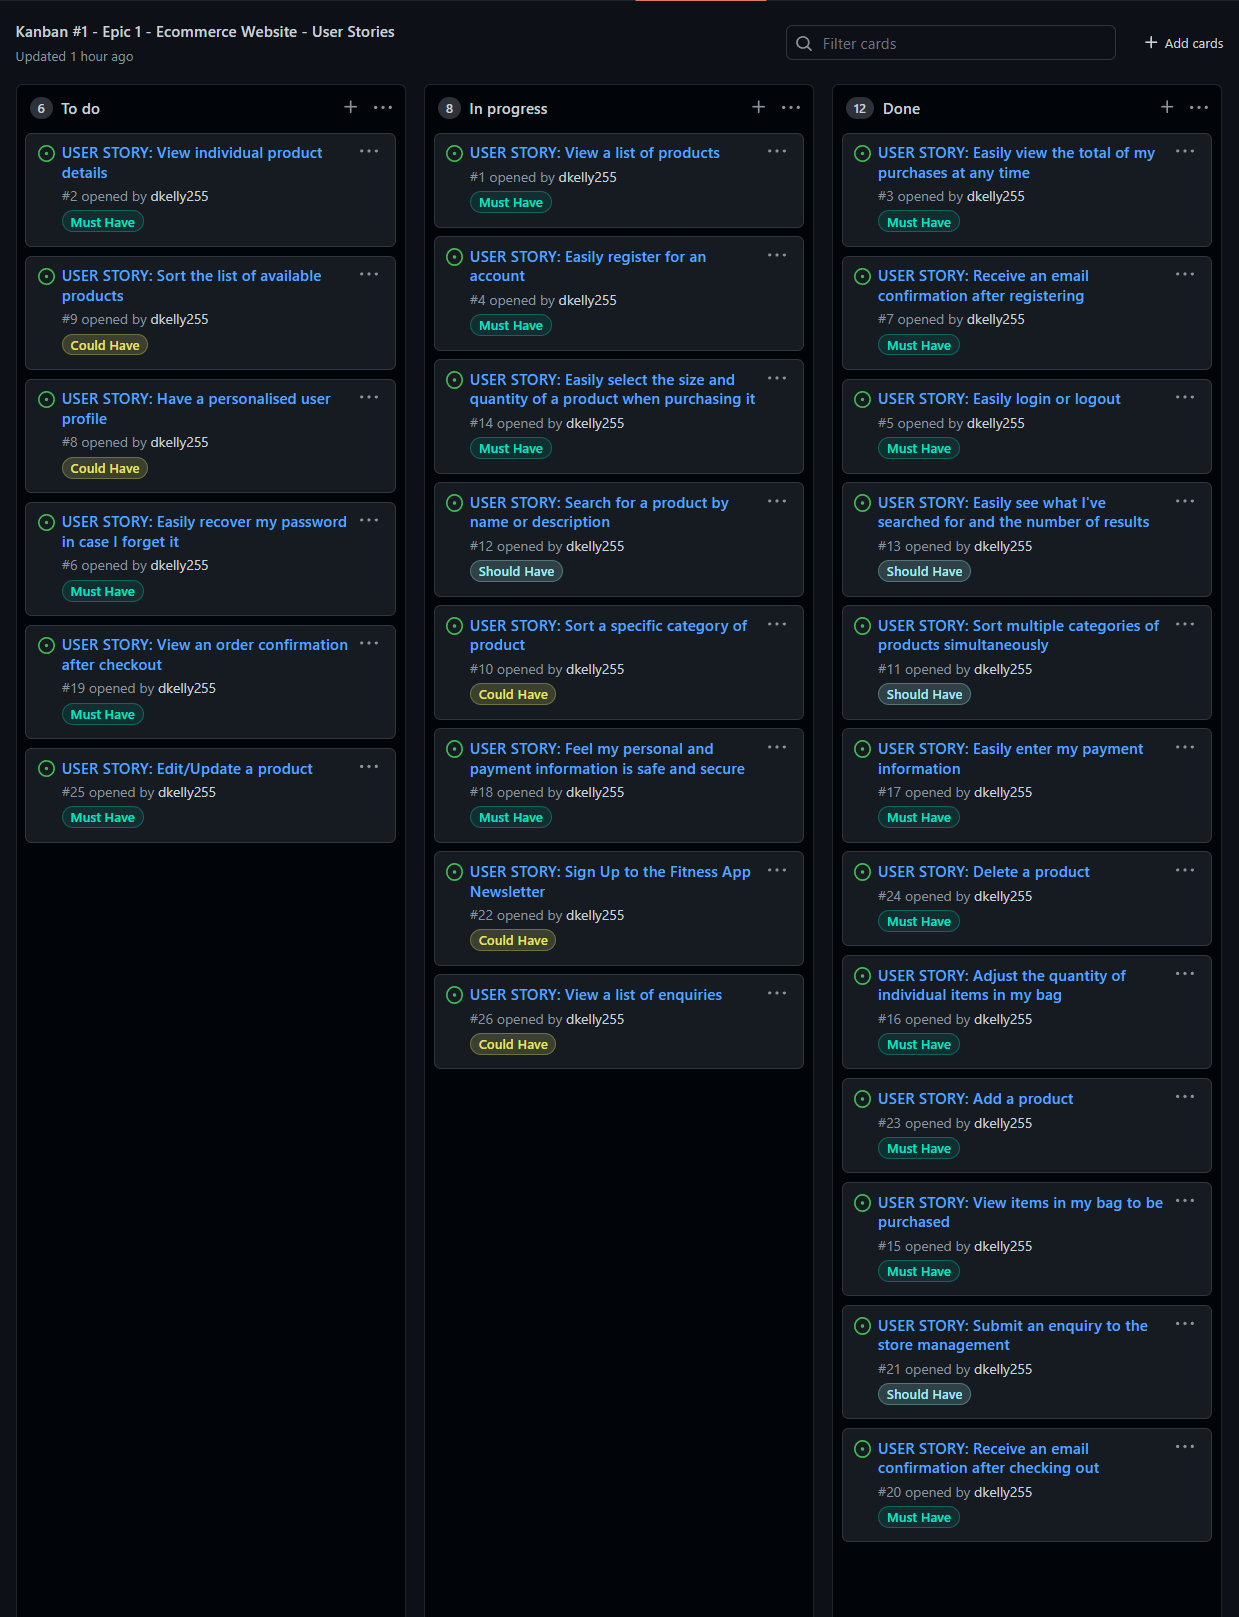 Kanban #1 - Epic 1 - Ecommerce Website - User Stories
Updated 1 hour ago
Filter cards
Add cards
6 To do
USER STORY: View individual product
details
#2 opened by dkelly255
Must Have
USER STORY: Sort the list of available
products
#9 opened by dkelly255
Could Have
USER STORY: Have a personalised user
profile
#8 opened by dkelly255
Could Have
USER STORY: Easily recover my password
in case I forget it
#6 opened by dkelly255
Must Have
USER STORY: View an order confirmation
after checkout
#19 opened by dkelly255
Must Have
USER STORY: Edit/Update a product
#25 opened by dkelly255
Must Have
8 In progress
USER STORY: View a list of products
#1 opened by dkelly255
Must Have
USER STORY: Easily register for an
account
#4 opened by dkelly255
Must Have
USER STORY: Easily select the size and
quantity of a product when purchasing it
#14 opened by dkelly255
Must Have
USER STORY: Search for a product by
name or description
#12 opened by dkelly255
Should Have
USER STORY: Sort a specific category of
product
#10 opened by dkelly255
Could Have
USER STORY: Feel my personal and
payment information is safe and secure
#18 opened by dkelly255
Must Have
USER STORY: Sign Up to the Fitness App
Newsletter
#22 opened by dkelly255
Could Have
USER STORY: View a list of enquiries
#26 opened by dkelly255
Could Have
12 Done
USER STORY: Easily view the total of my
purchases at any time
#3 opened by dkelly255
Must Have
USER STORY: Receive an email
confirmation after registering
#7 opened by dkelly255
Must Have
USER STORY: Easily login or logout
#5 opened by dkelly255
Must Have
USER STORY: Easily see what I've
searched for and the number of results
#13 opened by dkelly255
Should Have
USER STORY: Sort multiple categories of
products simultaneously
#11 opened by dkelly255
Should Have
USER STORY: Easily enter my payment
information
#17 opened by dkelly255
Must Have
USER STORY: Delete a product
#24 opened by dkelly255
Must Have
USER STORY: Adjust the quantity of
individual items in my bag
#16 opened by dkelly255
Must Have
USER STORY: Add a product
#23 opened by dkelly255
Must Have
USER STORY: View items in my bag to be
purchased
#15 opened by dkelly255
Must Have
USER STORY: Submit an enquiry to the
store management
#21 opened by dkelly255
Should Have
USER STORY: Receive an email
confirmation after checking out
#20 opened by dkelly255
Must Have